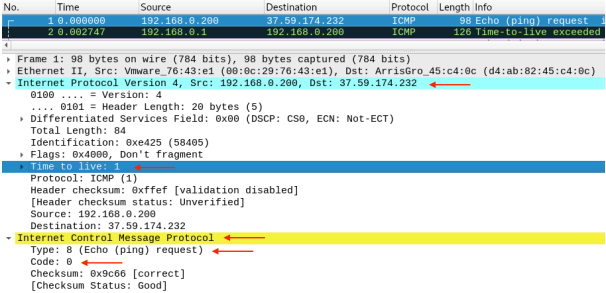 No. Time Source Destination Protocol Length Info
1 0.000000 192.168.0.200 37.59.174.232 ICMP 98 Echo (ping) request
2 0.002747 192.168.0.1 192.168.0.200 ICMP 126 Time-to-live exceeded
Frame 1: 98 bytes on wire (784 bits), 98 bytes captured (784 bits)
Ethernet II, Src: Vmware_76:43:e1 (00:0c:29:76:43:e1), Dst: ArrisGro_45:c4:0c (d4:ab:82:45:c4:0c)
Internet Protocol Version 4, Src: 192.168.0.200, Dst: 37.59.174.232
0100 .... = Version: 4
.... 0101 = Header Length: 20 bytes (5)
Differentiated Services Field: 0x00 (DSCP: CS0, ECN: Not-ECT)
Total Length: 84
Identification: 0xe425 (58405)
Flags: 0x4000, Don't fragment
Time to live: 1
Protocol: ICMP (1)
Header checksum: 0xffef [validation disabled]
[Header checksum status: Unverified]
Source: 192.168.0.200
Destination: 37.59.174.232
Internet Control Message Protocol
Type: 8 (Echo (ping) request)
Code: 0
Checksum: 0x9c66 [correct]
[Checksum Status: Good]